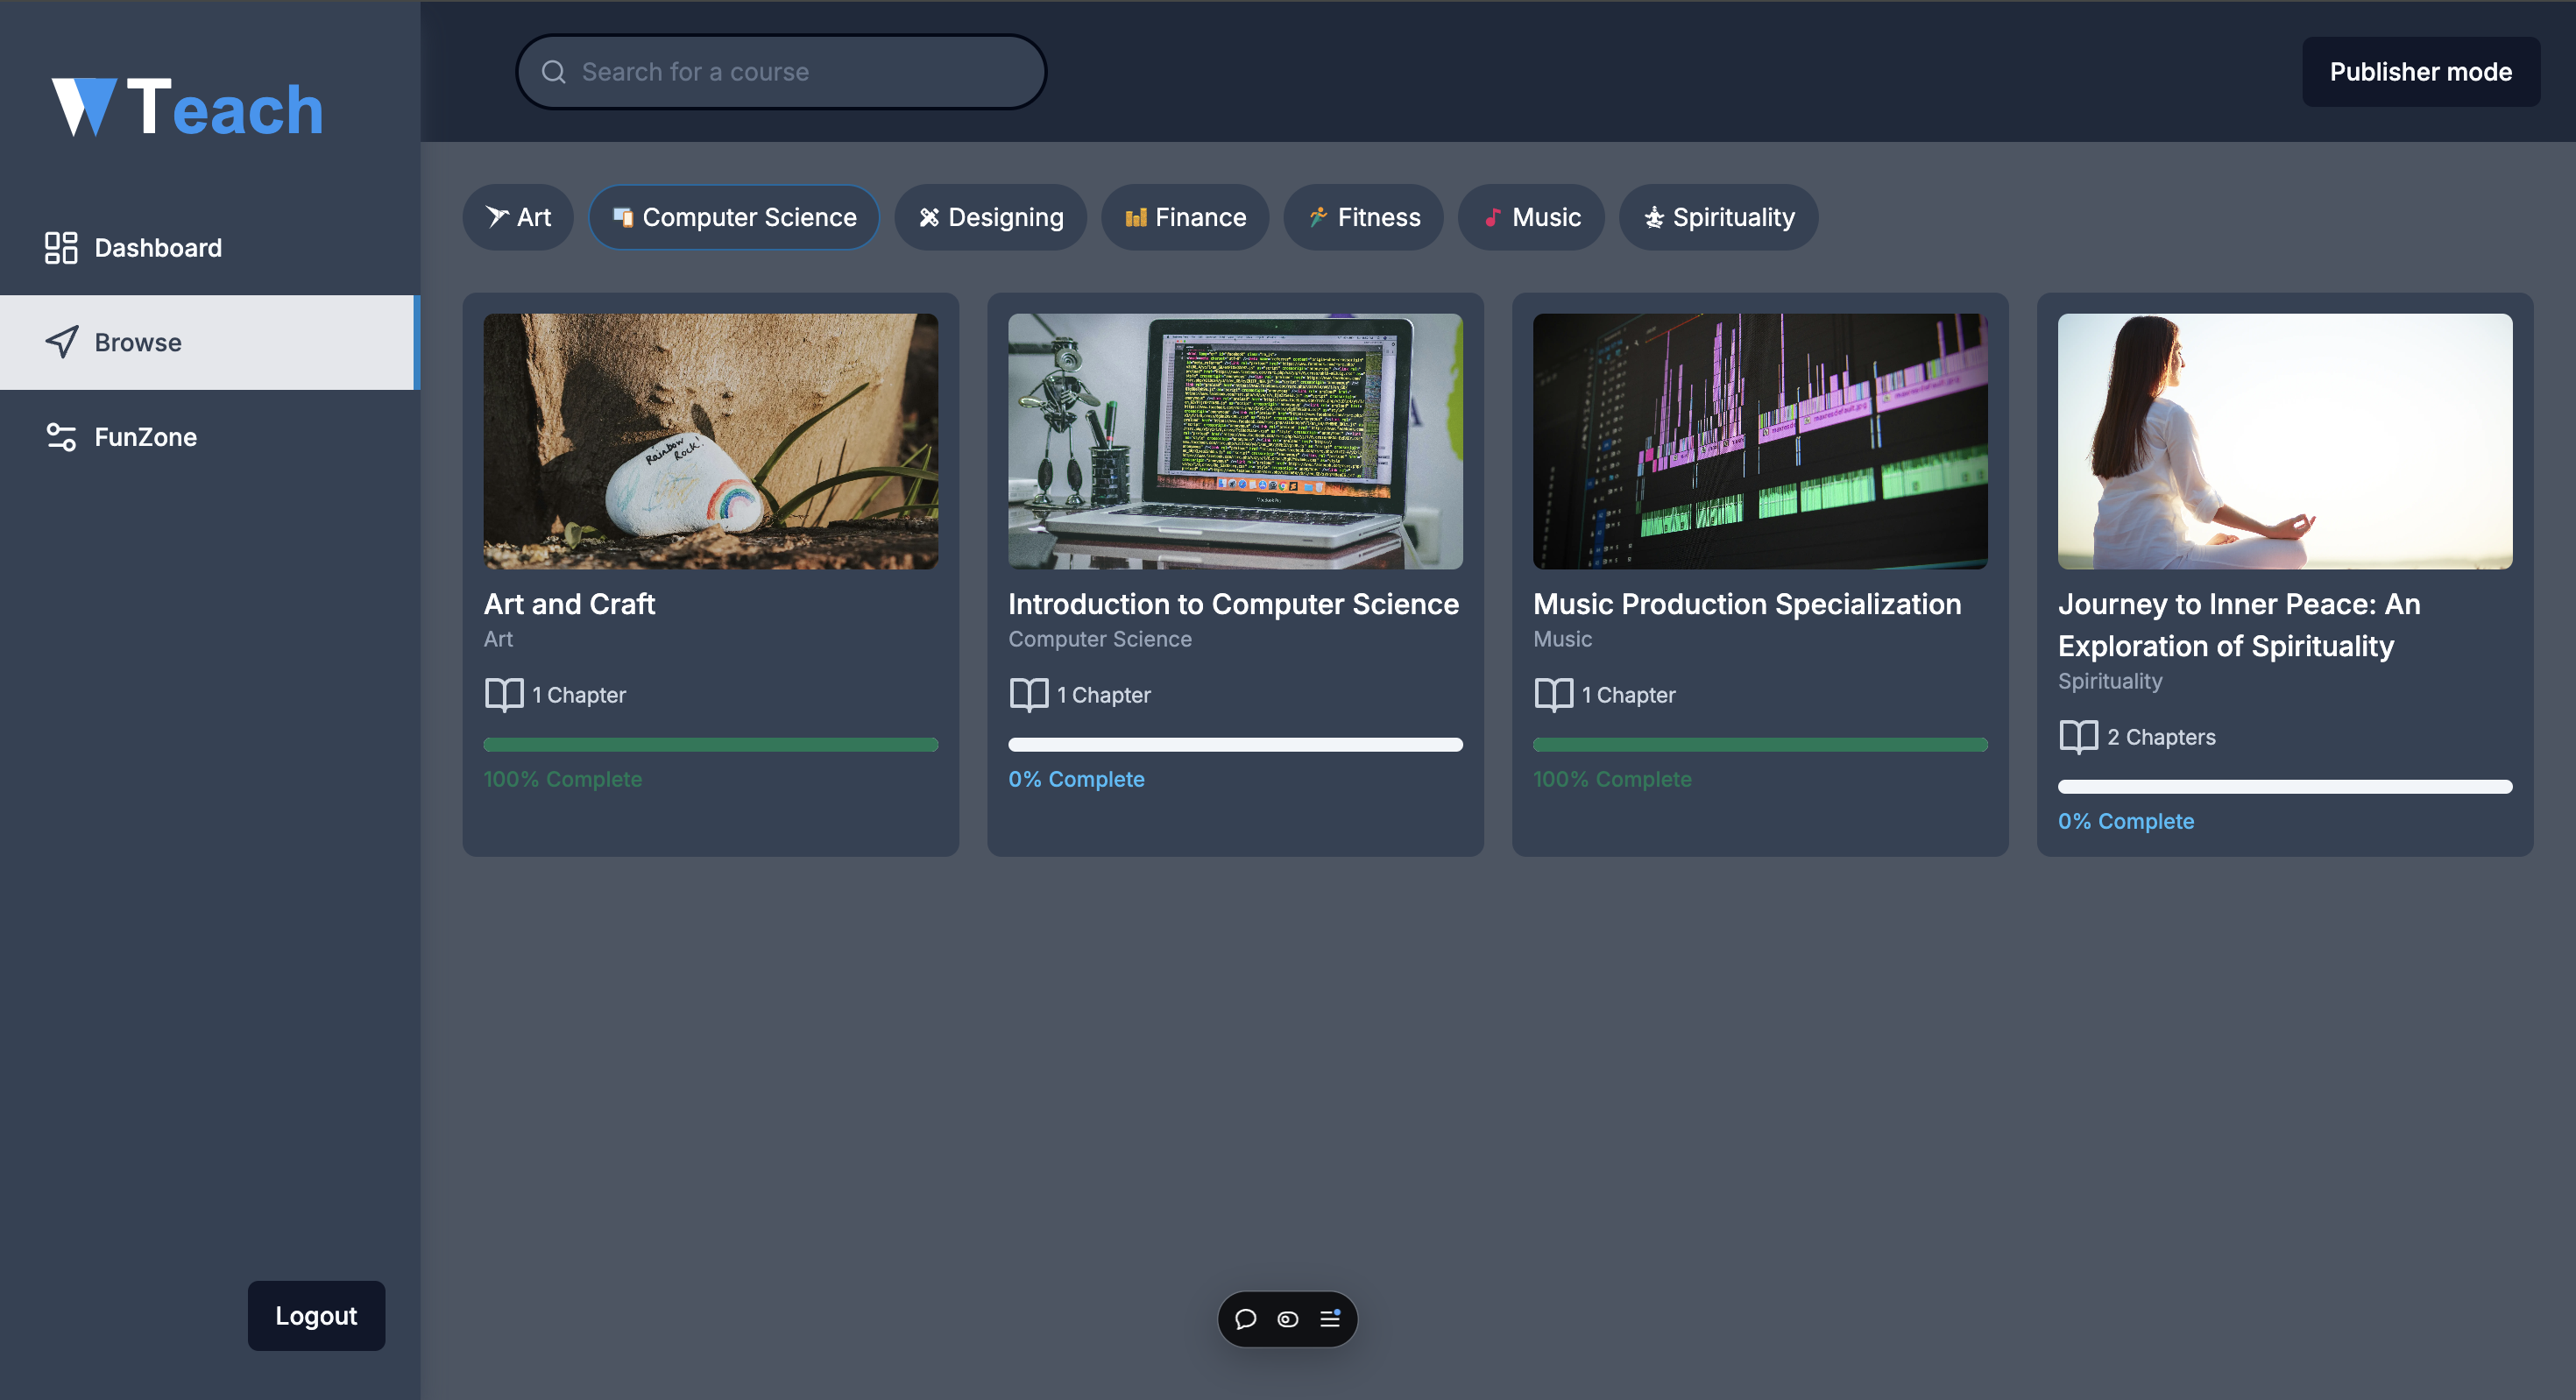 Teach
Search for a course
Publisher mode
Dashboard
Browse
FunZone
Logout
Art
Computer Science
Designing
Finance
Fitness
Music
Spirituality
Rainbow
Rock!
Art and Craft
Art
1 Chapter
100% Complete
Introduction to Computer Science
Computer Science
1 Chapter
0% Complete
Music Production Specialization
Music
1 Chapter
100% Complete
Journey to Inner Peace: An
Exploration of Spirituality
Spirituality
2 Chapters
0% Complete